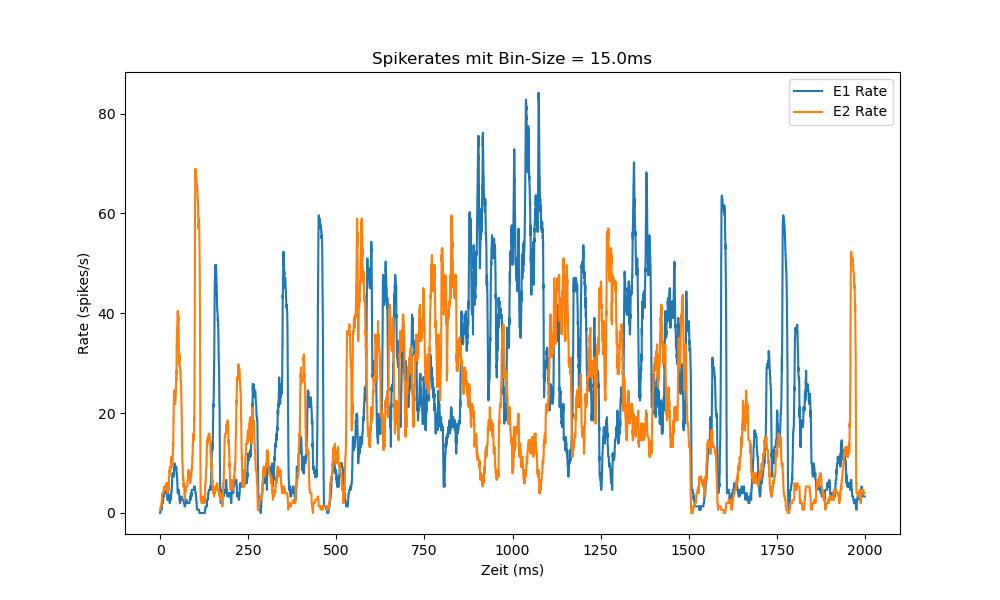 Spikerates mit Bin-Size = 15.0ms
E1 Rate
E2 Rate
Rate (spikes/s)
80
60
40
20
0
0 250 500 750 1000 1250 1500 1750 2000
Zeit (ms)